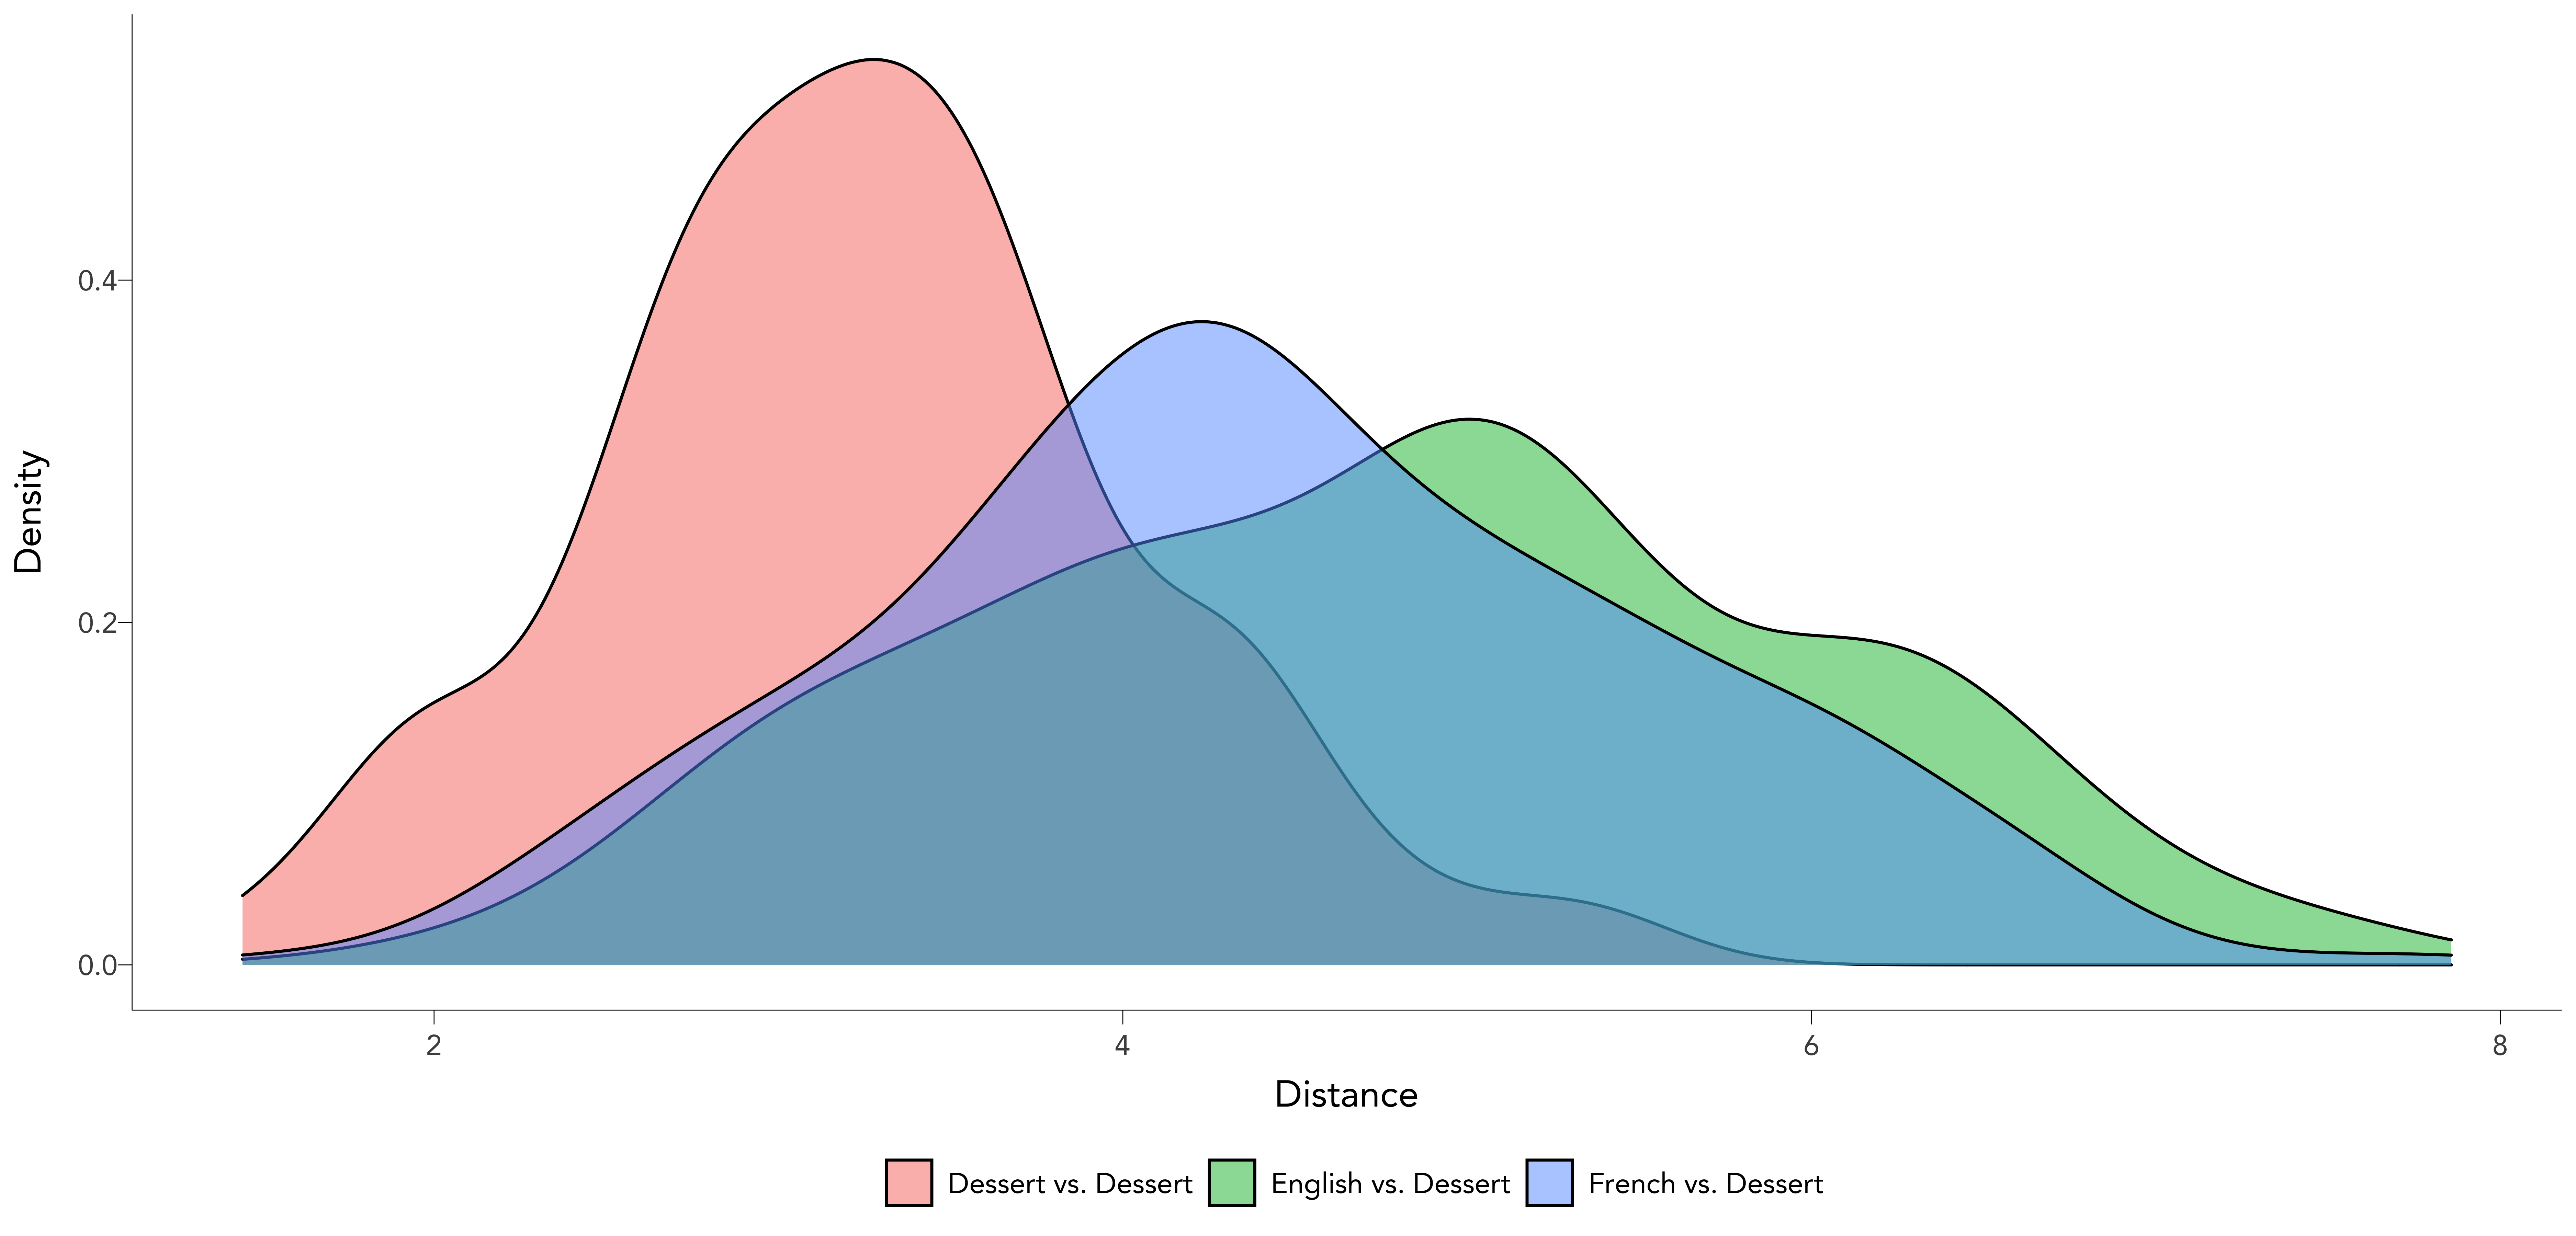 Density
0.4
0.2
0.0
2 4 6 8
Distance
Dessert vs. Dessert English vs. Dessert French vs. Dessert